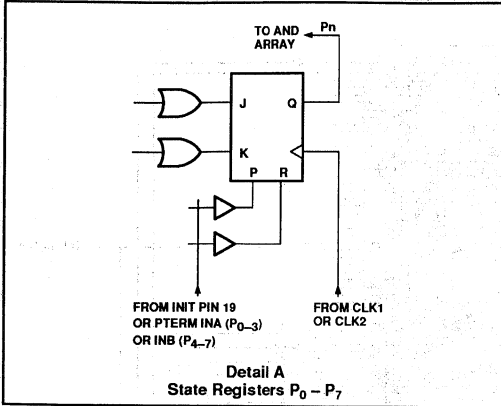 TO AND
ARRAY
Pn
J
Q
K
P
R
FROM INIT PIN 19
OR PTERM INA (P0–3)
OR INB (P4–7)
FROM CLK1
OR CLK2
Detail A
State Registers P0 – P7